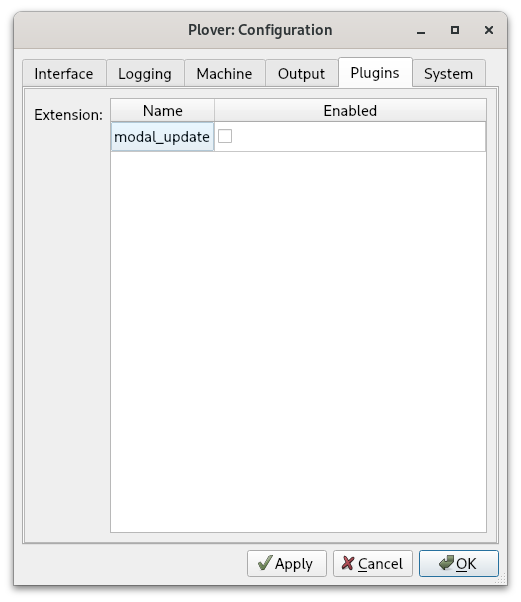 Plover: Configuration
Interface Logging Machine Output Plugins System
Extension: Name Enabled
modal_update
Apply Cancel OK